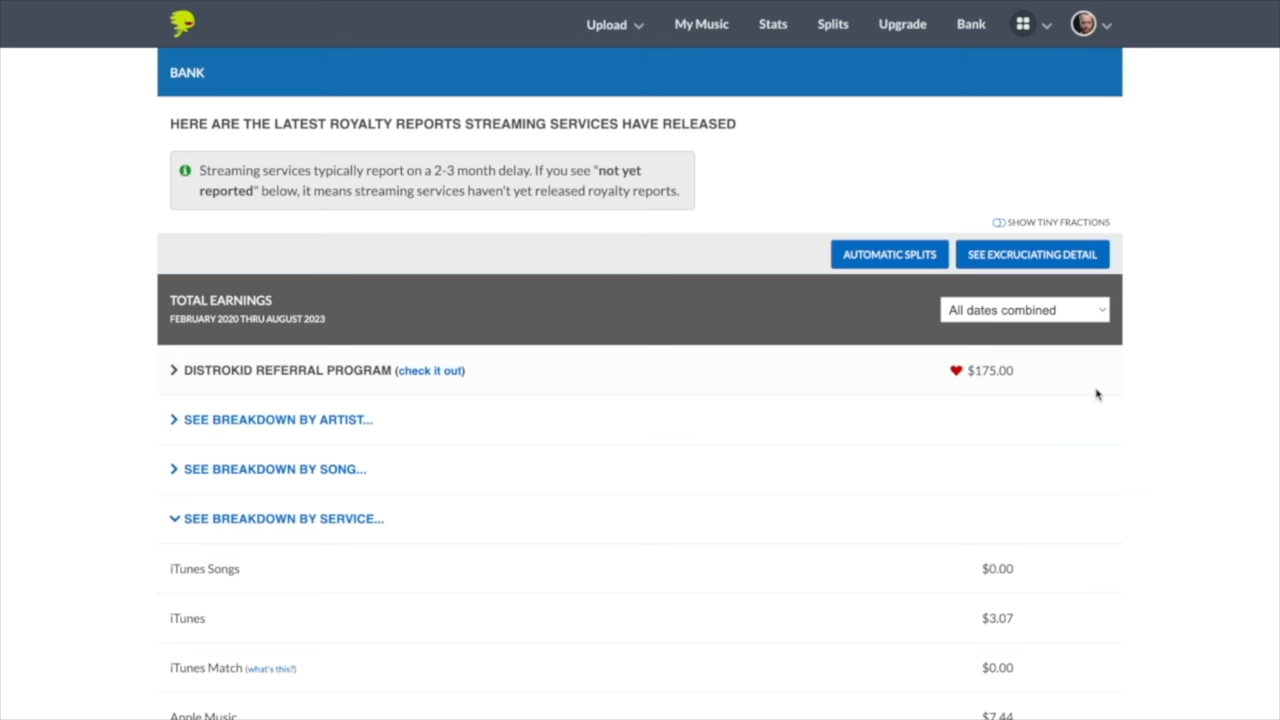 Upload My Music Stats Splits Upgrade Bank
BANK
HERE ARE THE LATEST ROYALTY REPORTS STREAMING SERVICES HAVE RELEASED
Streaming services typically report on a 2-3 month delay. If you see "not yet
reported" below, it means streaming services haven't yet released royalty reports.
SHOW TINY FRACTIONS
AUTOMATIC SPLITS SEE EXCRUCIATING DETAIL
TOTAL EARNINGS
FEBRUARY 2020 THRU AUGUST 2023
All dates combined
DISTROKID REFERRAL PROGRAM (check it out) $175.00
SEE BREAKDOWN BY ARTIST...
SEE BREAKDOWN BY SONG...
SEE BREAKDOWN BY SERVICE...
iTunes Songs $0.00
iTunes $3.07
iTunes Match (what's this?) $0.00
Apple Music $7.44